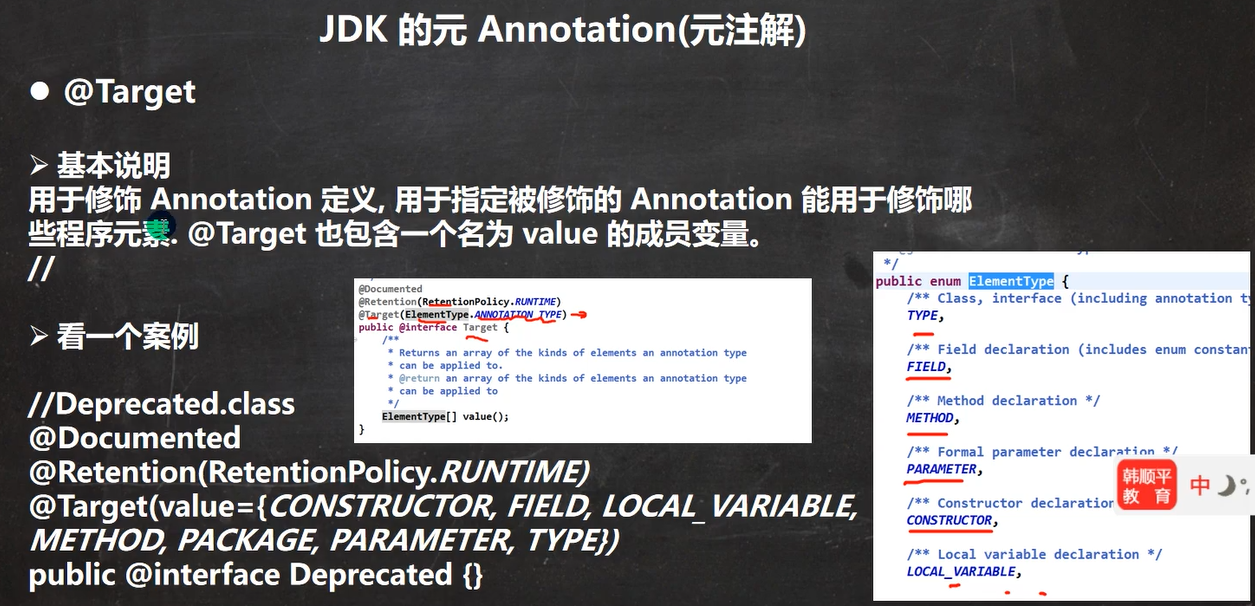 JDK 的元 Annotation(元注解)
● @Target
➢ 基本说明
用于修饰 Annotation 定义, 用于指定被修饰的 Annotation 能用于修饰哪
些程序元素. @Target 也包含一个名为 value 的成员变量。
//
➢ 看一个案例
//Deprecated.class
@Documented
@Retention(RetentionPolicy.RUNTIME)
@Target(value={CONSTRUCTOR, FIELD, LOCAL_VARIABLE,
METHOD, PACKAGE, PARAMETER, TYPE})
public @interface Deprecated {}
@Documented
@Retention(RetentionPolicy.RUNTIME)
@Target(ElementType.ANNOTATION_TYPE)
public @interface Target {
/**
* Returns an array of the kinds of elements an annotation type
* can be applied to.
* @return an array of the kinds of elements an annotation type
* can be applied to
*/
ElementType[] value();
}
*/
public enum ElementType {
/** Class, interface (including annotation ty
TYPE,
/** Field declaration (includes enum constan
FIELD,
/** Method declaration */
METHOD,
/** Formal parameter declaration */
PARAMETER,
/** Constructor declaration
CONSTRUCTOR,
/** Local variable declaration */
LOCAL_VARIABLE,
韩顺平
教 育
中